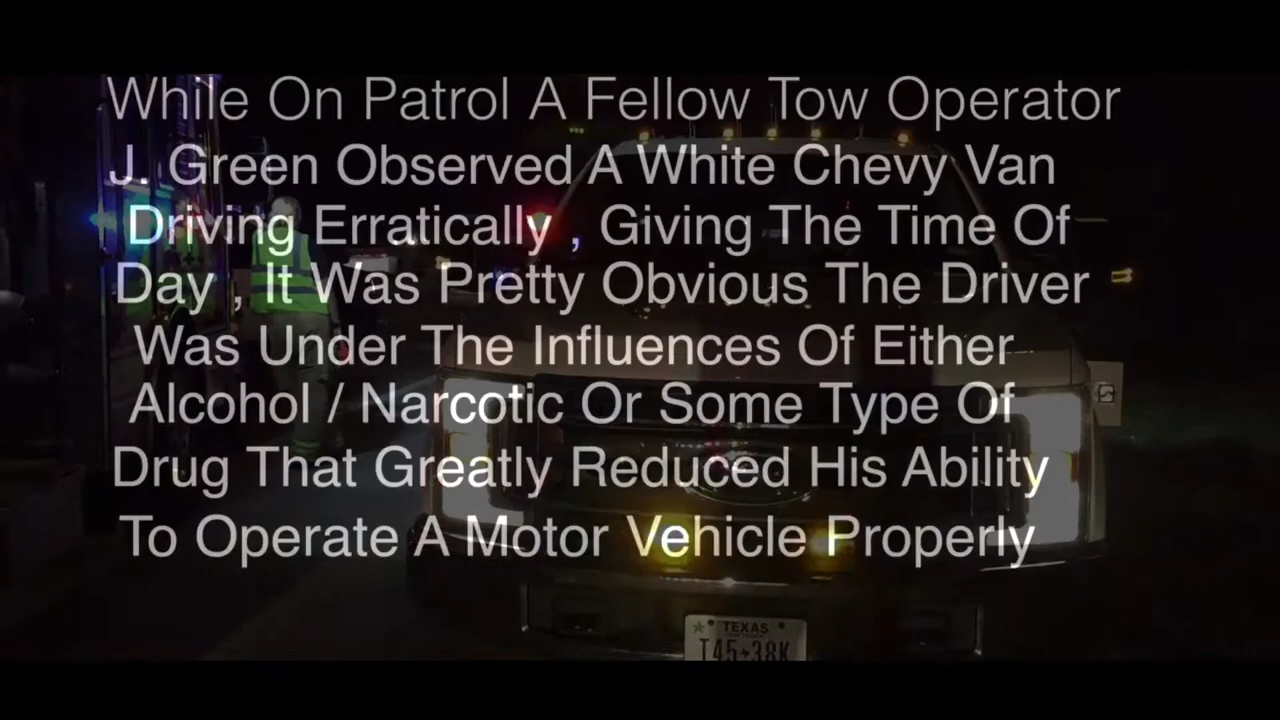 While On Patrol A Fellow Tow Operator
J. Green Observed A White Chevy Van
Driving Erratically , Giving The Time Of
Day , It Was Pretty Obvious The Driver
Was Under The Influences Of Either
Alcohol / Narcotic Or Some Type Of
Drug That Greatly Reduced His Ability
To Operate A Motor Vehicle Properly
TEXAS
T45-38K